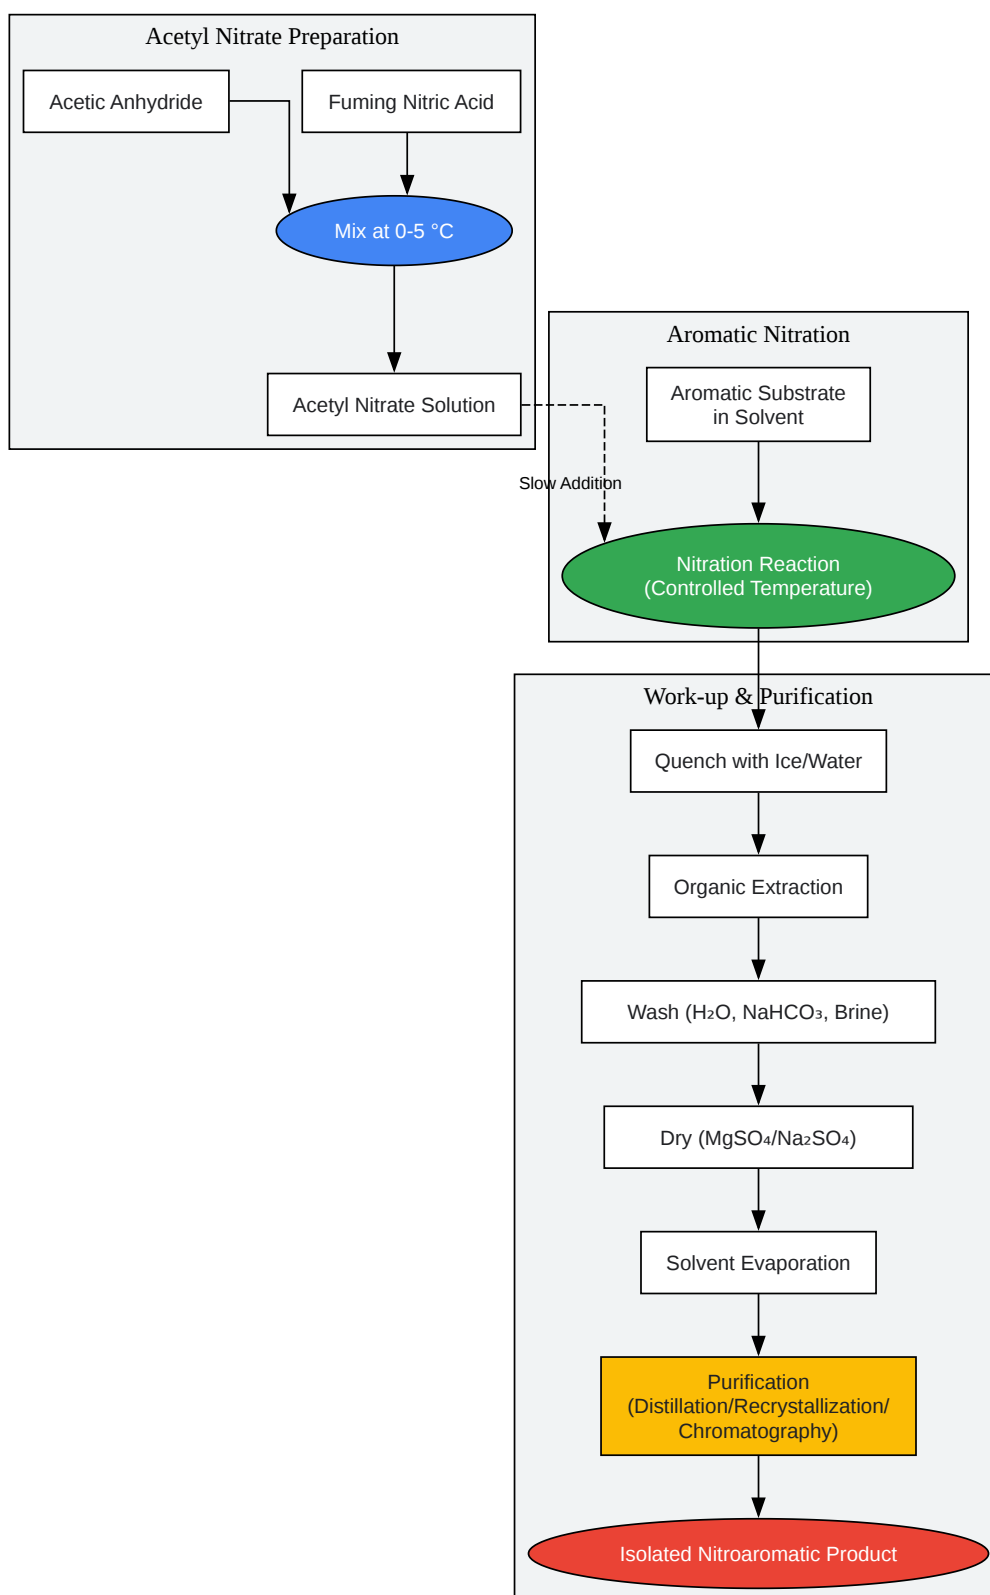 Acetyl Nitrate Preparation
Acetic Anhydride
Fuming Nitric Acid
Mix at 0-5 °C
Acetyl Nitrate Solution
Slow Addition
Aromatic Nitration
Aromatic Substrate
in Solvent
Nitration Reaction
(Controlled Temperature)
Work-up & Purification
Quench with Ice/Water
Organic Extraction
Wash (H₂O, NaHCO₃, Brine)
Dry (MgSO₄/Na₂SO₄)
Solvent Evaporation
Purification
(Distillation/Recrystallization/
Chromatography)
Isolated Nitroaromatic Product